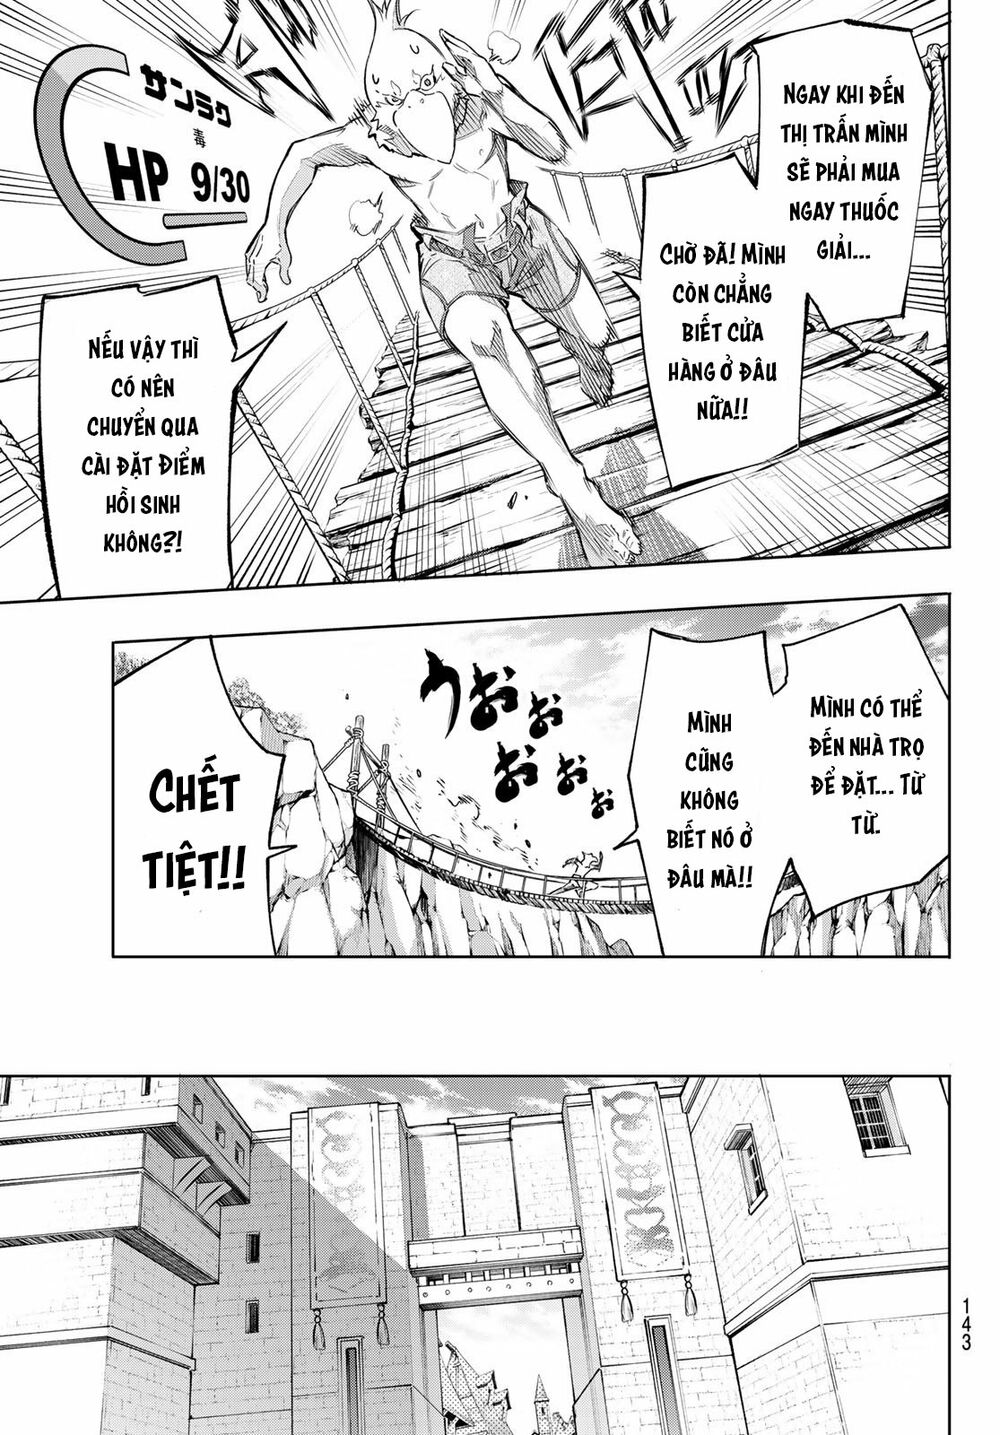 NGAY KHI ĐẾN
THỊ TRẤN MÌNH
SẼ PHẢI MUA
NGAY THUỐC
GIẢI...
CHỜ ĐÃ! MÌNH
CÒN CHẲNG
BIẾT CỬA
HÀNG Ở ĐÂU
NỮA!!
サンラク
毒
HP 9/30
NẾU VẬY THÌ
CÓ NÊN
CHUYỂN QUA
CÀI ĐẶT ĐIỂM
HỒI SINH
KHÔNG?!
MÌNH CÓ THỂ
ĐẾN NHÀ TRỌ
ĐỂ ĐẶT... TỪ
TỪ.
MÌNH
CŨNG
KHÔNG
BIẾT NÓ Ở
ĐÂU MÀ!!
うおおおおお
CHẾT
TIỆT!!
143